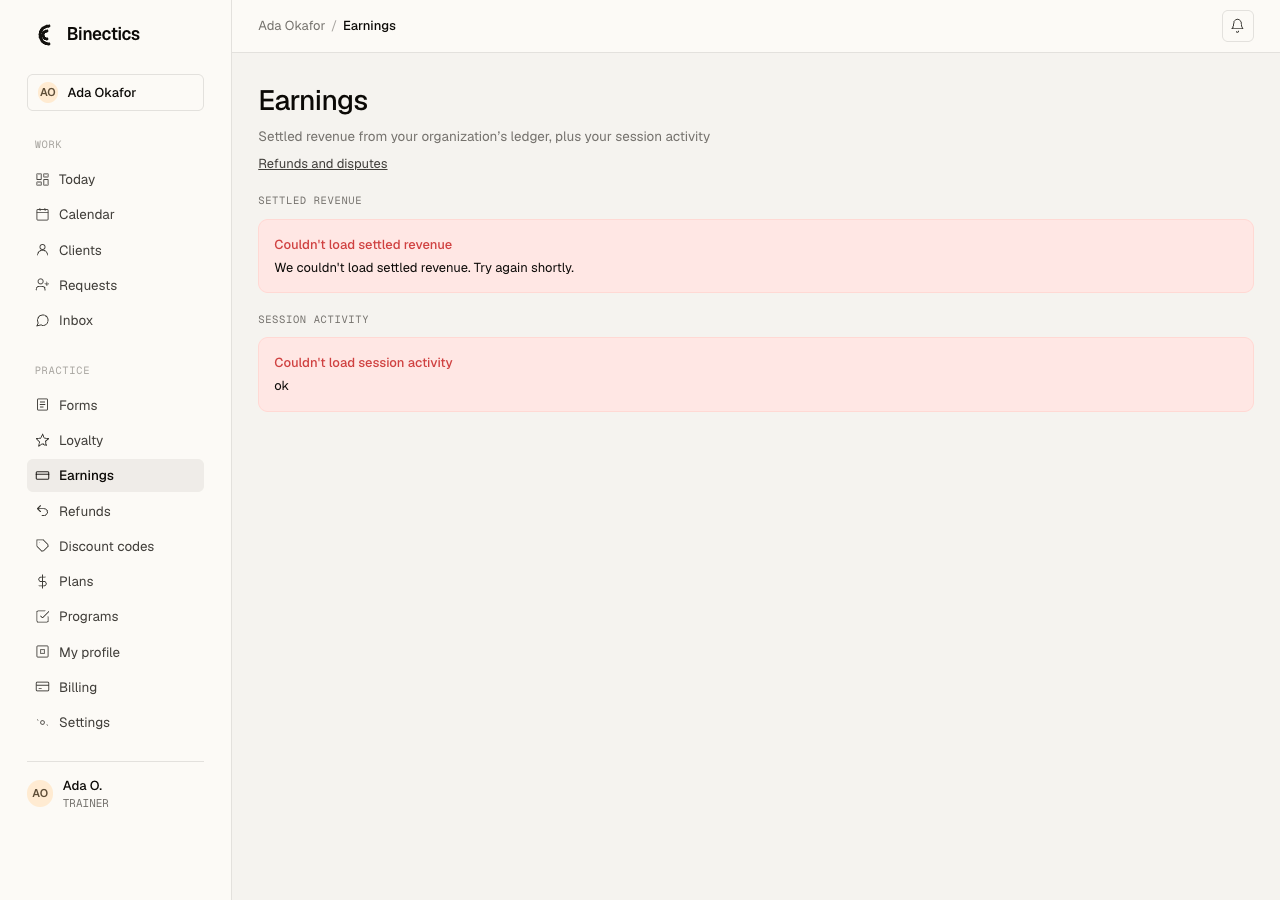 Binectics
AO Ada Okafor
WORK
Today
Calendar
Clients
Requests
Inbox
PRACTICE
Forms
Loyalty
Earnings
Refunds
Discount codes
Plans
Programs
My profile
Billing
Settings
AO Ada O.
TRAINER
Ada Okafor / Earnings
Earnings
Settled revenue from your organization's ledger, plus your session activity
Refunds and disputes
SETTLED REVENUE
Couldn't load settled revenue
We couldn't load settled revenue. Try again shortly.
SESSION ACTIVITY
Couldn't load session activity
ok